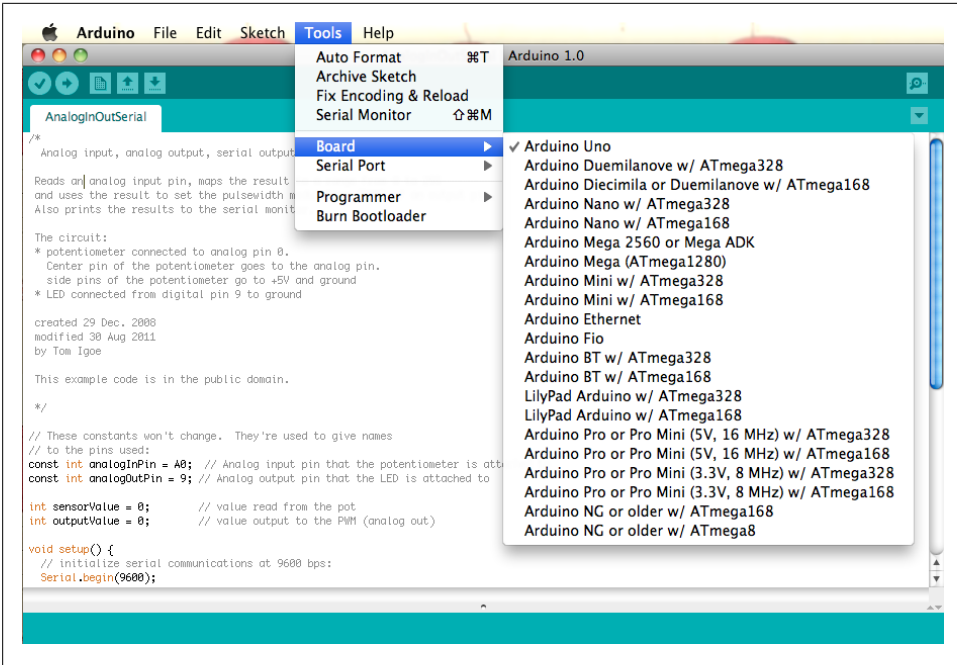 Arduino File Edit Sketch Tools Help
Arduino 1.0
Auto Format ⌘T
Archive Sketch
Fix Encoding & Reload
Serial Monitor ⇧⌘M
Board
Serial Port
Programmer
Burn Bootloader
✓ Arduino Uno
Arduino Duemilanove w/ ATmega328
Arduino Diecimila or Duemilanove w/ ATmega168
Arduino Nano w/ ATmega328
Arduino Nano w/ ATmega168
Arduino Mega 2560 or Mega ADK
Arduino Mega (ATmega1280)
Arduino Mini w/ ATmega328
Arduino Mini w/ ATmega168
Arduino Ethernet
Arduino Fio
Arduino BT w/ ATmega328
Arduino BT w/ ATmega168
LilyPad Arduino w/ ATmega328
LilyPad Arduino w/ ATmega168
Arduino Pro or Pro Mini (5V, 16 MHz) w/ ATmega328
Arduino Pro or Pro Mini (5V, 16 MHz) w/ ATmega168
Arduino Pro or Pro Mini (3.3V, 8 MHz) w/ ATmega328
Arduino Pro or Pro Mini (3.3V, 8 MHz) w/ ATmega168
Arduino NG or older w/ ATmega168
Arduino NG or older w/ ATmega8
AnalogInOutSerial
/*
Analog input, analog output, serial output
Reads an analog input pin, maps the result
and uses the result to set the pulsewidth m
Also prints the results to the serial monit
The circuit:
* potentiometer connected to analog pin 0.
Center pin of the potentiometer goes to the analog pin.
side pins of the potentiometer go to +5V and ground
* LED connected from digital pin 9 to ground
created 29 Dec. 2008
modified 30 Aug 2011
by Tom Igoe
This example code is in the public domain.
*/
// These constants won't change. They're used to give names
// to the pins used:
const int analogInPin = A0; // Analog input pin that the potentiometer is att
const int analogOutPin = 9; // Analog output pin that the LED is attached to
int sensorValue = 0; // value read from the pot
int outputValue = 0; // value output to the PWM (analog out)
void setup() {
// initialize serial communications at 9600 bps:
Serial.begin(9600);